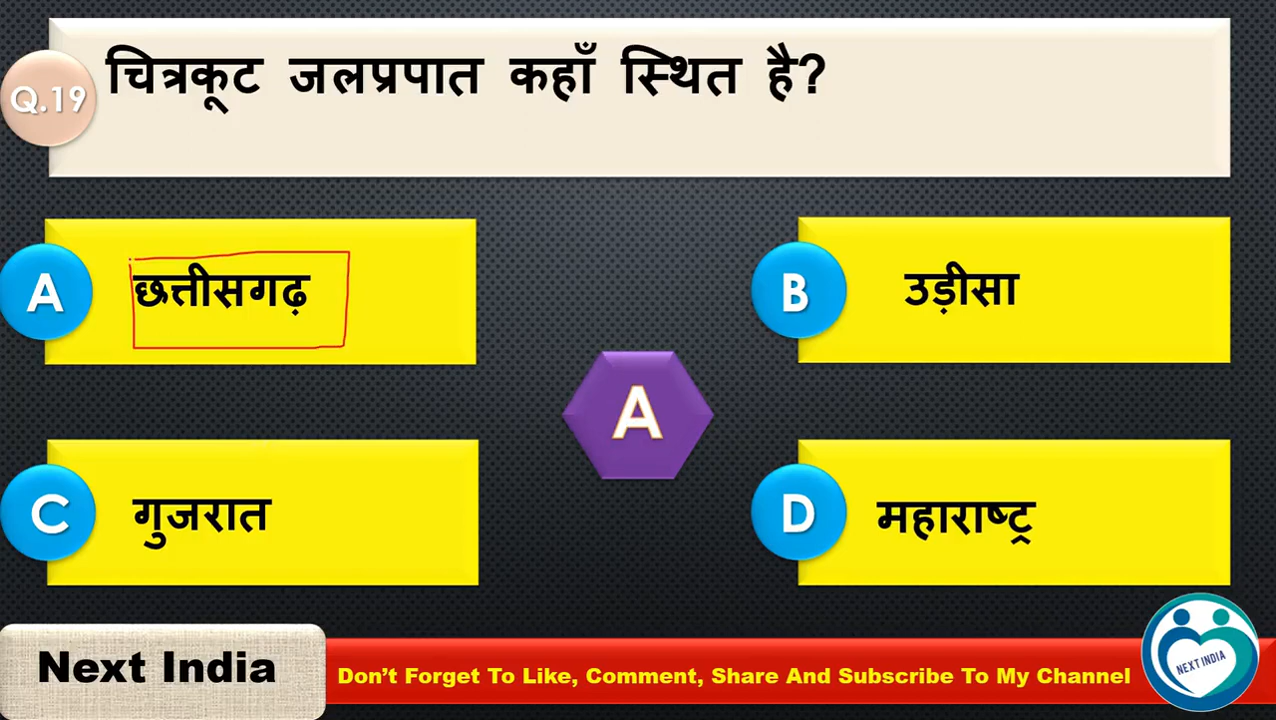 Q.19
चित्रकूट जलप्रपात कहाँ स्थित है?
A
छत्तीसगढ़
B
उड़ीसा
A
C
गुजरात
D
महाराष्ट्र
Next India
Don't Forget To Like, Comment, Share And Subscribe To My Channel
NEXT INDIA